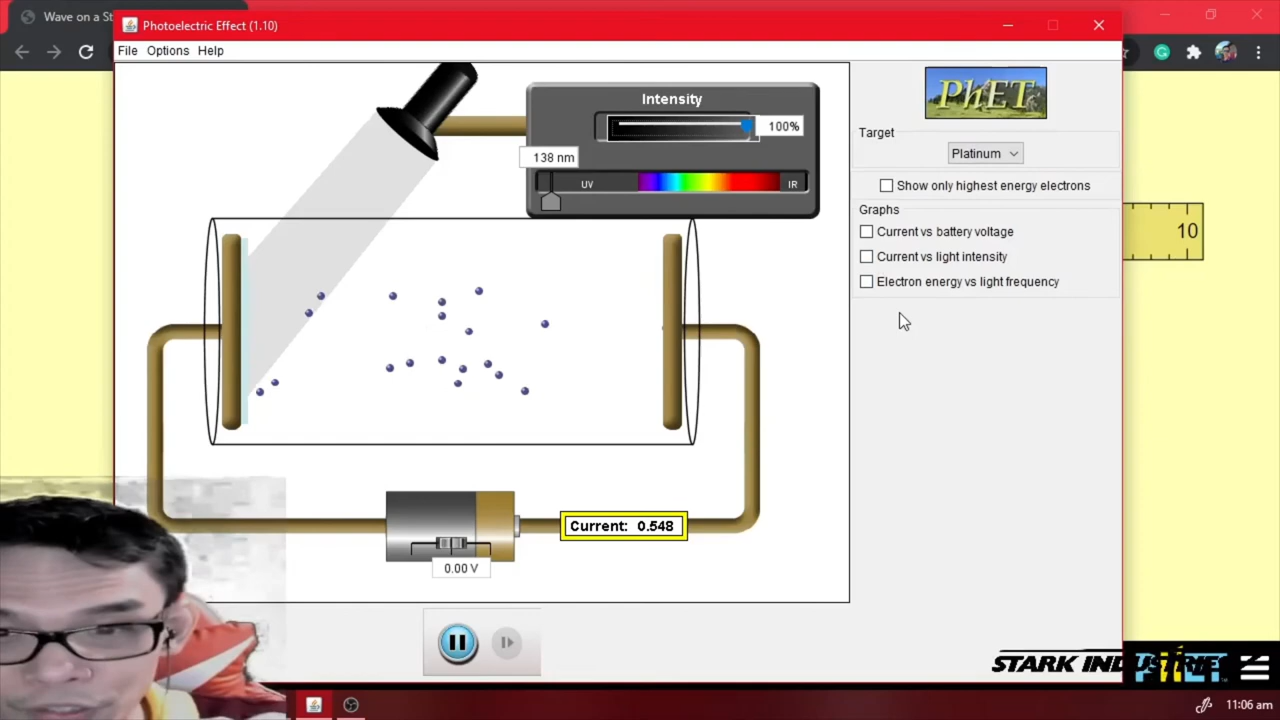 Wave on a St
Photoelectric Effect (1.10)
File Options Help
Intensity
100%
138 nm
UV
IR
PhET
Target
Platinum
Show only highest energy electrons
Graphs
Current vs battery voltage
Current vs light intensity
Electron energy vs light frequency
10
Current: 0.548
0.00 V
STARK INDUSTRIES
PhET
11:06 am